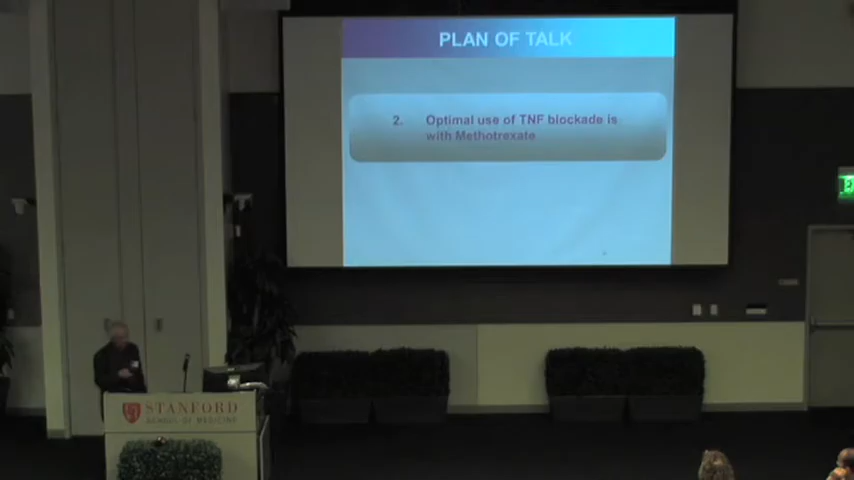 PLAN OF TALK
2. Optimal use of TNF blockade is
with Methotrexate
STANFORD
SCHOOL OF MEDICINE